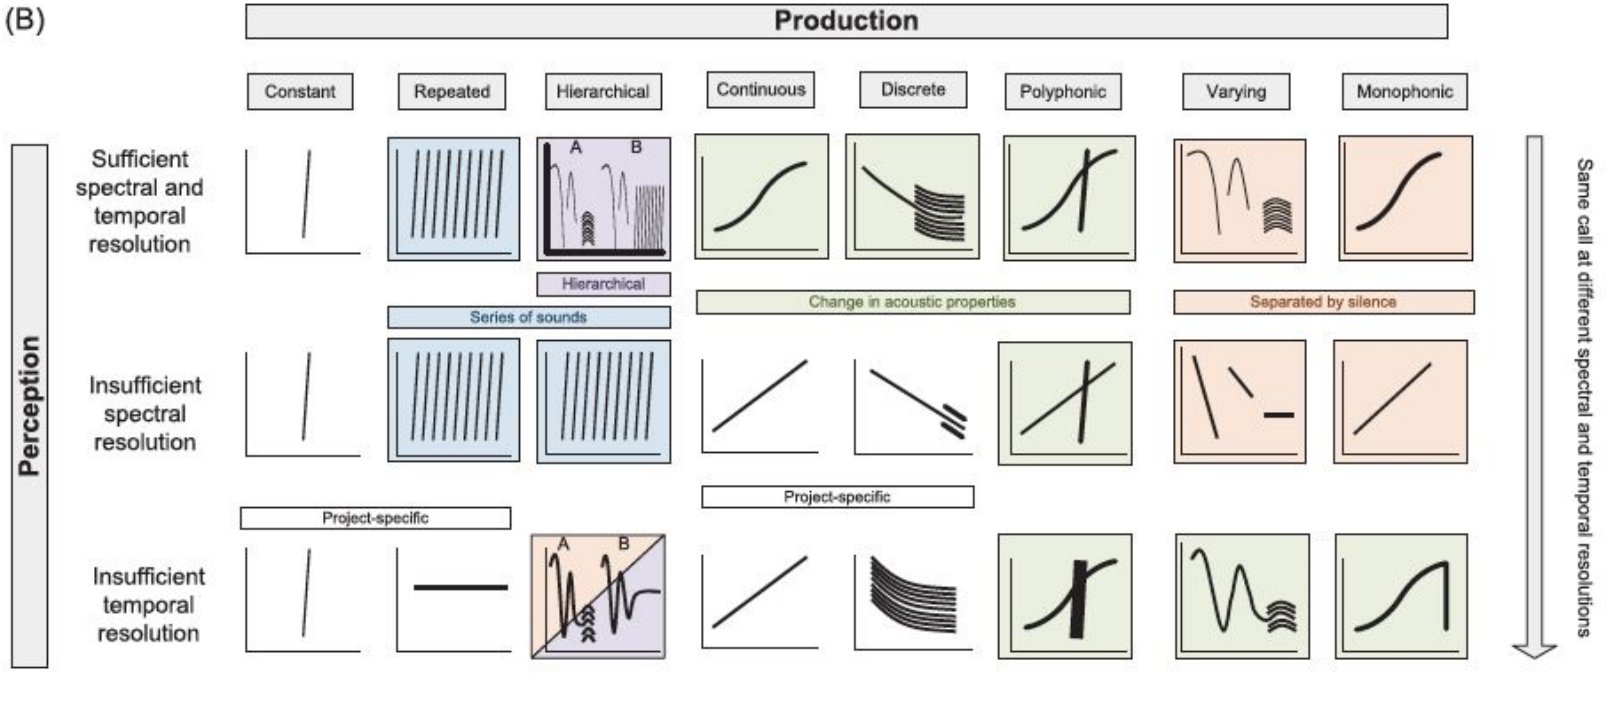 (B)
Production
Constant
Repeated
Hierarchical
Continuous
Discrete
Polyphonic
Varying
Monophonic
Perception
Sufficient
spectral and
temporal
resolution
A B
Hierarchical
Series of sounds
Change in acoustic properties
Separated by silence
Insufficient
spectral
resolution
Project-specific
Project-specific
Insufficient
temporal
resolution
A B
Same call at different spectral and temporal resolutions